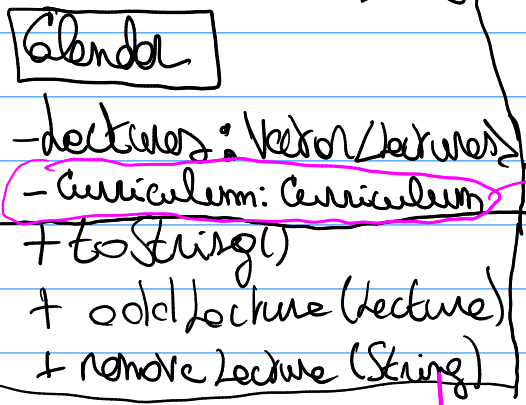 Calendar
- Lectures: Vector<Lectures>
- Curriculum: Curriculum
+ toString()
+ addLecture(Lecture)
+ removeLecture(String)